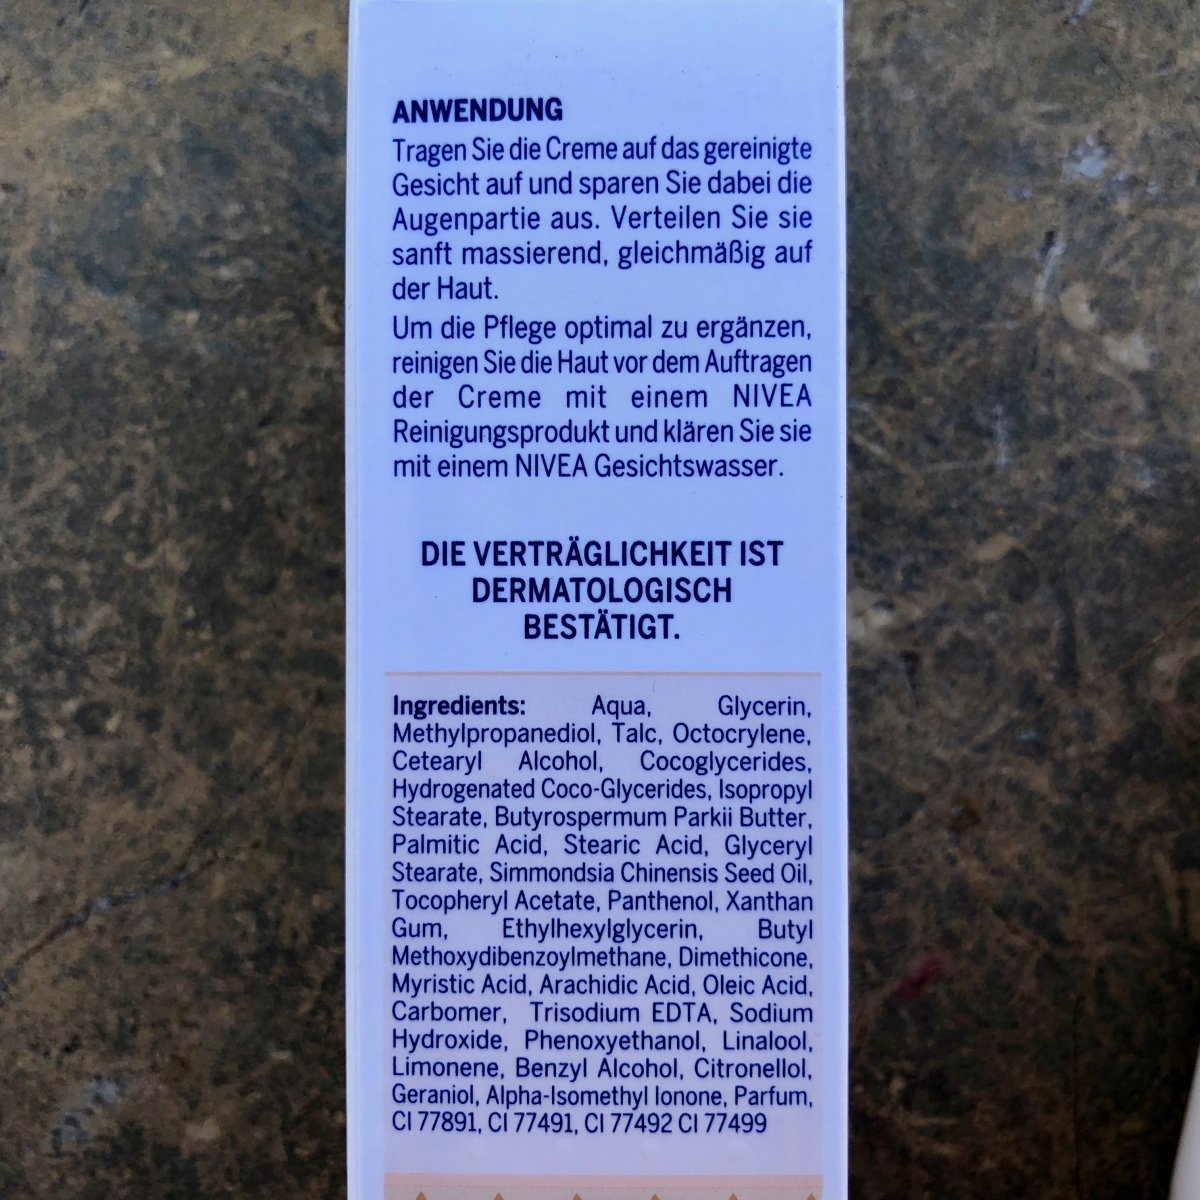 ANWENDUNG
Tragen Sie die Creme auf das gereinigte
Gesicht auf und sparen Sie dabei die
Augenpartie aus. Verteilen Sie sie
sanft massierend, gleichmäßig auf
der Haut.
Um die Pflege optimal zu ergänzen,
reinigen Sie die Haut vor dem Auftragen
der Creme mit einem NIVEA
Reinigungsprodukt und klären Sie sie
mit einem NIVEA Gesichtswasser.
DIE VERTRÄGLICHKEIT IST
DERMATOLOGISCH
BESTÄTIGT.
Ingredients: Aqua, Glycerin,
Methylpropanediol, Talc, Octocrylene,
Cetearyl Alcohol, Cocoglycerides,
Hydrogenated Coco-Glycerides, Isopropyl
Stearate, Butyrospermum Parkii Butter,
Palmitic Acid, Stearic Acid, Glyceryl
Stearate, Simmondsia Chinensis Seed Oil,
Tocopheryl Acetate, Panthenol, Xanthan
Gum, Ethylhexylglycerin, Butyl
Methoxydibenzoylmethane, Dimethicone,
Myristic Acid, Arachidic Acid, Oleic Acid,
Carbomer, Trisodium EDTA, Sodium
Hydroxide, Phenoxyethanol, Linalool,
Limonene, Benzyl Alcohol, Citronellol,
Geraniol, Alpha-Isomethyl Ionone, Parfum,
CI 77891, CI 77491, CI 77492 CI 77499